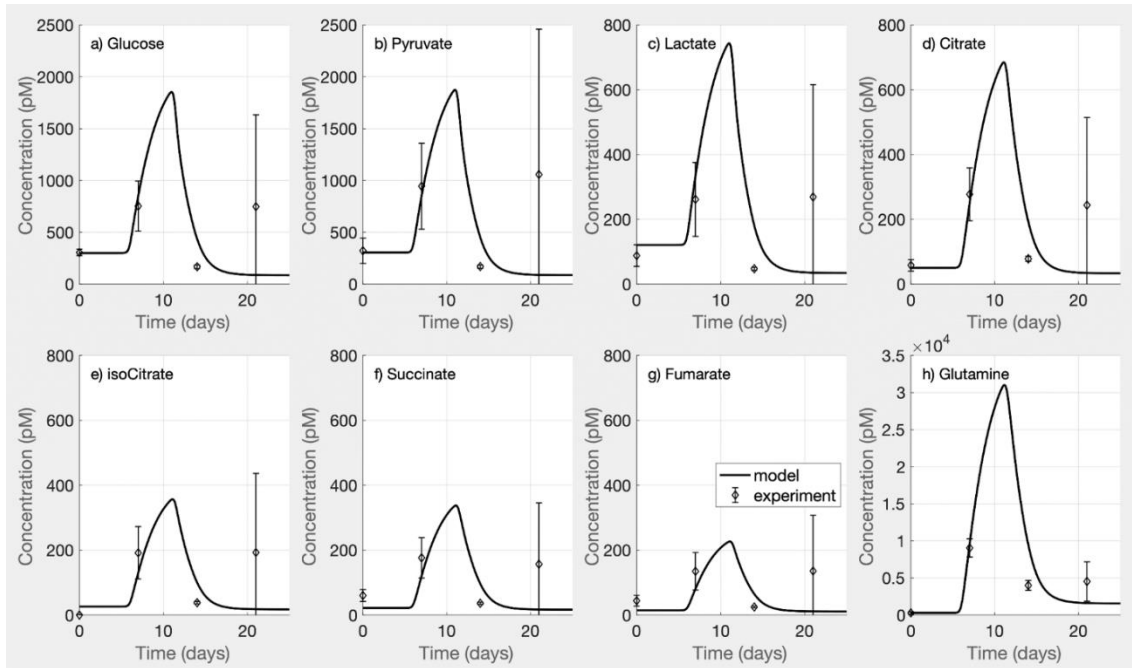 a) Glucose
2500
2000
1500
1000
500
0
0 10 20
Concentration (pM)
Time (days)
b) Pyruvate
2500
2000
1500
1000
500
0
0 10 20
Concentration (pM)
Time (days)
c) Lactate
800
600
400
200
0
0 10 20
Concentration (pM)
Time (days)
d) Citrate
800
600
400
200
0
0 10 20
Concentration (pM)
Time (days)
e) isoCitrate
800
600
400
200
0
0 10 20
Concentration (pM)
Time (days)
f) Succinate
800
600
400
200
0
0 10 20
Concentration (pM)
Time (days)
g) Fumarate
800
600
400
200
0
0 10 20
Concentration (pM)
Time (days)
model
experiment
×10⁴
h) Glutamine
3.5
3
2.5
2
1.5
1
0.5
0
0 10 20
Concentration (pM)
Time (days)